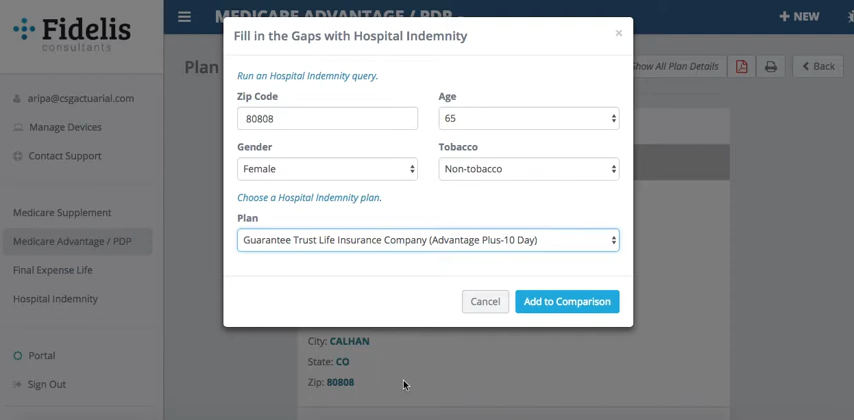 Fidelis
consultants
aripa@csgactuarial.com
Manage Devices
Contact Support
Medicare Supplement
Medicare Advantage / PDP
Final Expense Life
Hospital Indemnity
Portal
Sign Out
MEDICARE ADVANTAGE / PDP
+ NEW
Plan
Show All Plan Details
Back
Fill in the Gaps with Hospital Indemnity
×
Run an Hospital Indemnity query.
Zip Code
Age
80808
65
Gender
Tobacco
Female
Non-tobacco
Choose a Hospital Indemnity plan.
Plan
Guarantee Trust Life Insurance Company (Advantage Plus-10 Day)
Cancel
Add to Comparison
City: CALHAN
State: CO
Zip: 80808